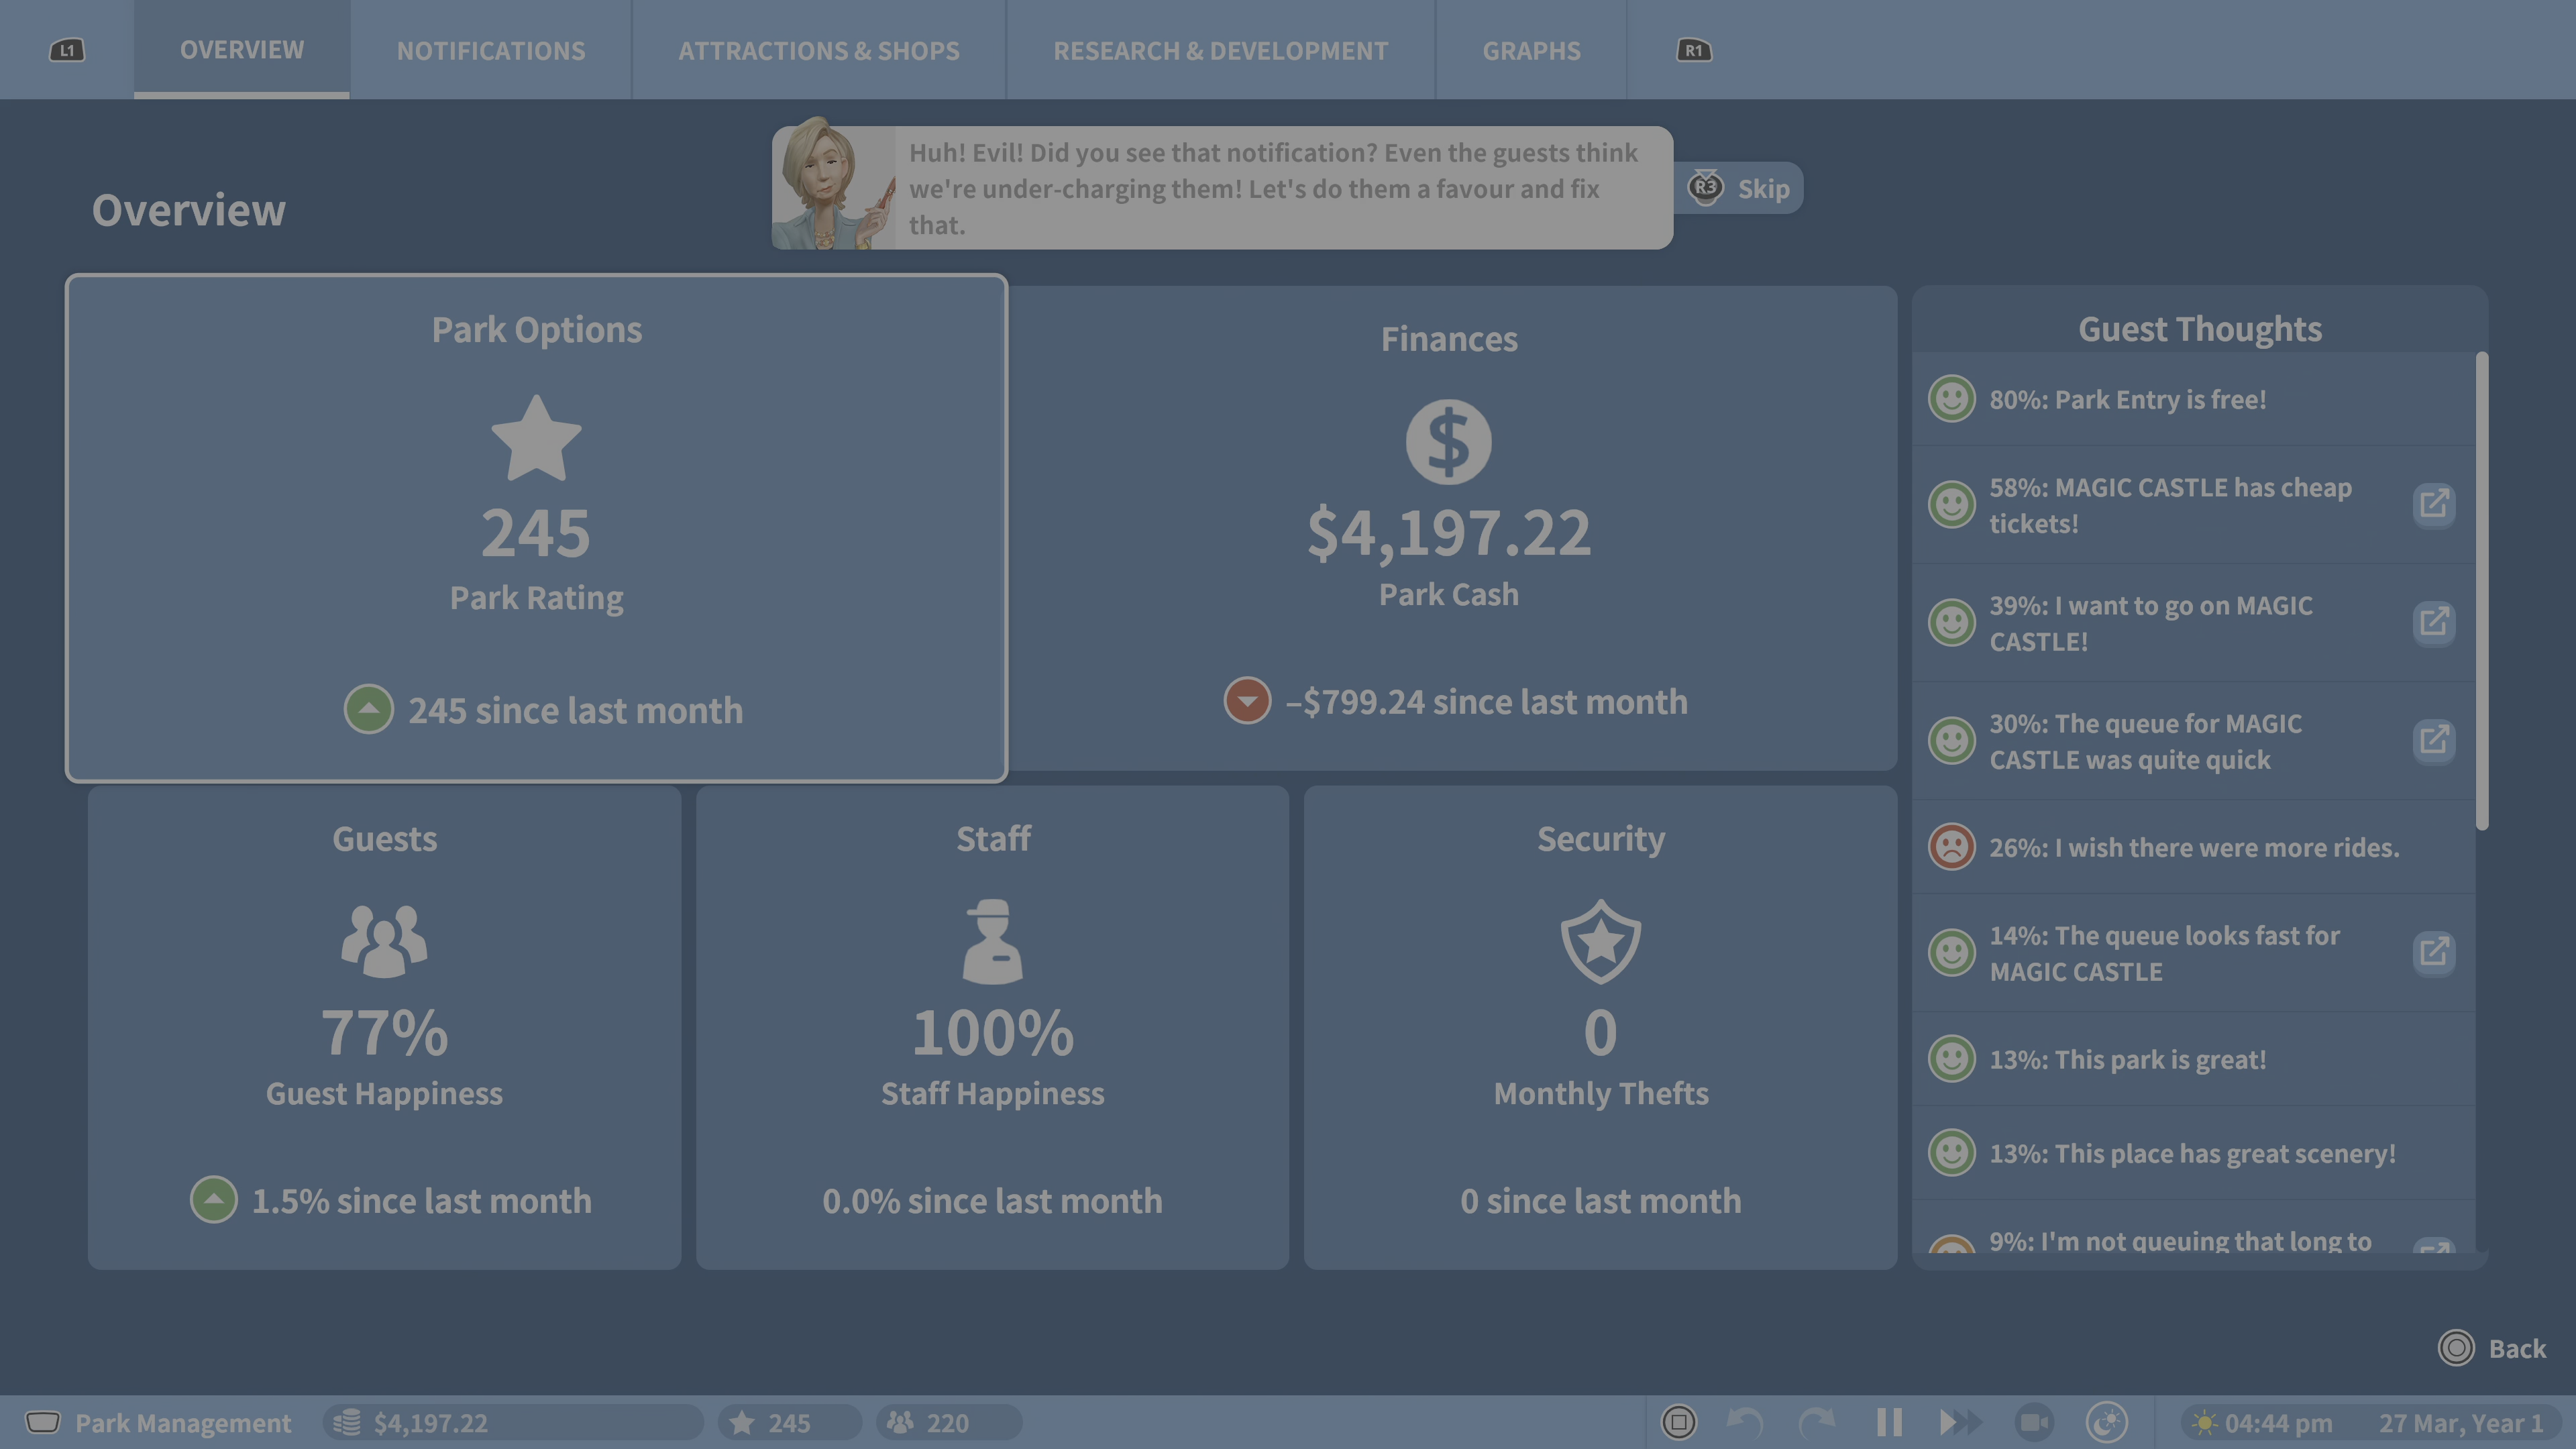 L1
OVERVIEW
NOTIFICATIONS
ATTRACTIONS & SHOPS
RESEARCH & DEVELOPMENT
GRAPHS
R1
Huh! Evil! Did you see that notification? Even the guests think
we're under-charging them! Let's do them a favour and fix
that.
R3
Skip
Overview
Park Options
245
Park Rating
245 since last month
Finances
$
$4,197.22
Park Cash
–$799.24 since last month
Guests
77%
Guest Happiness
1.5% since last month
Staff
100%
Staff Happiness
0.0% since last month
Security
0
Monthly Thefts
0 since last month
Guest Thoughts
80%: Park Entry is free!
58%: MAGIC CASTLE has cheap
tickets!
39%: I want to go on MAGIC
CASTLE!
30%: The queue for MAGIC
CASTLE was quite quick
26%: I wish there were more rides.
14%: The queue looks fast for
MAGIC CASTLE
13%: This park is great!
13%: This place has great scenery!
9%: I'm not queuing that long to
Back
Park Management
$4,197.22
245
220
04:44 pm
27 Mar, Year 1